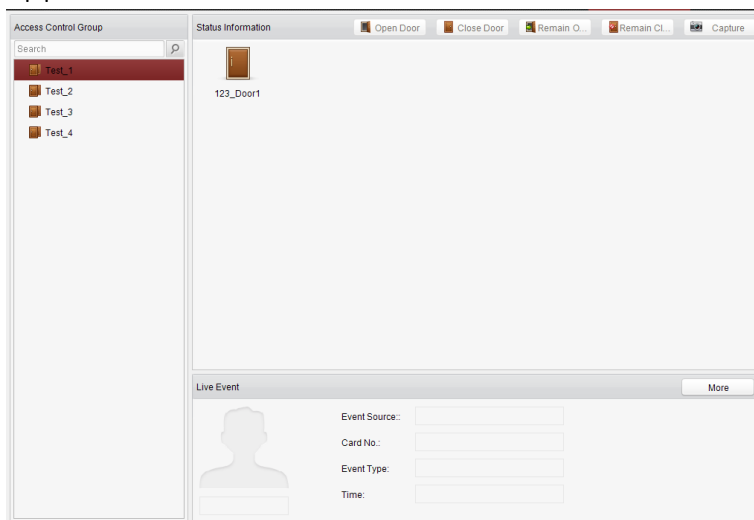 Access Control Group
Search
Test_1
Test_2
Test_3
Test_4
Status Information
Open Door
Close Door
Remain O...
Remain Cl...
Capture
123_Door1
Live Event
More
Event Source::
Card No.:
Event Type:
Time: